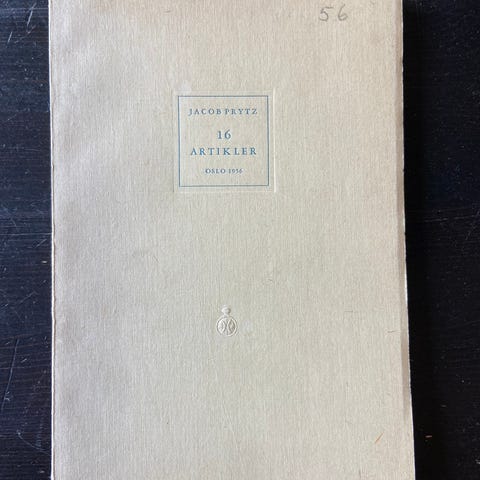 56
JACOB PRYTZ
16
ARTIKLER
OSLO 1956